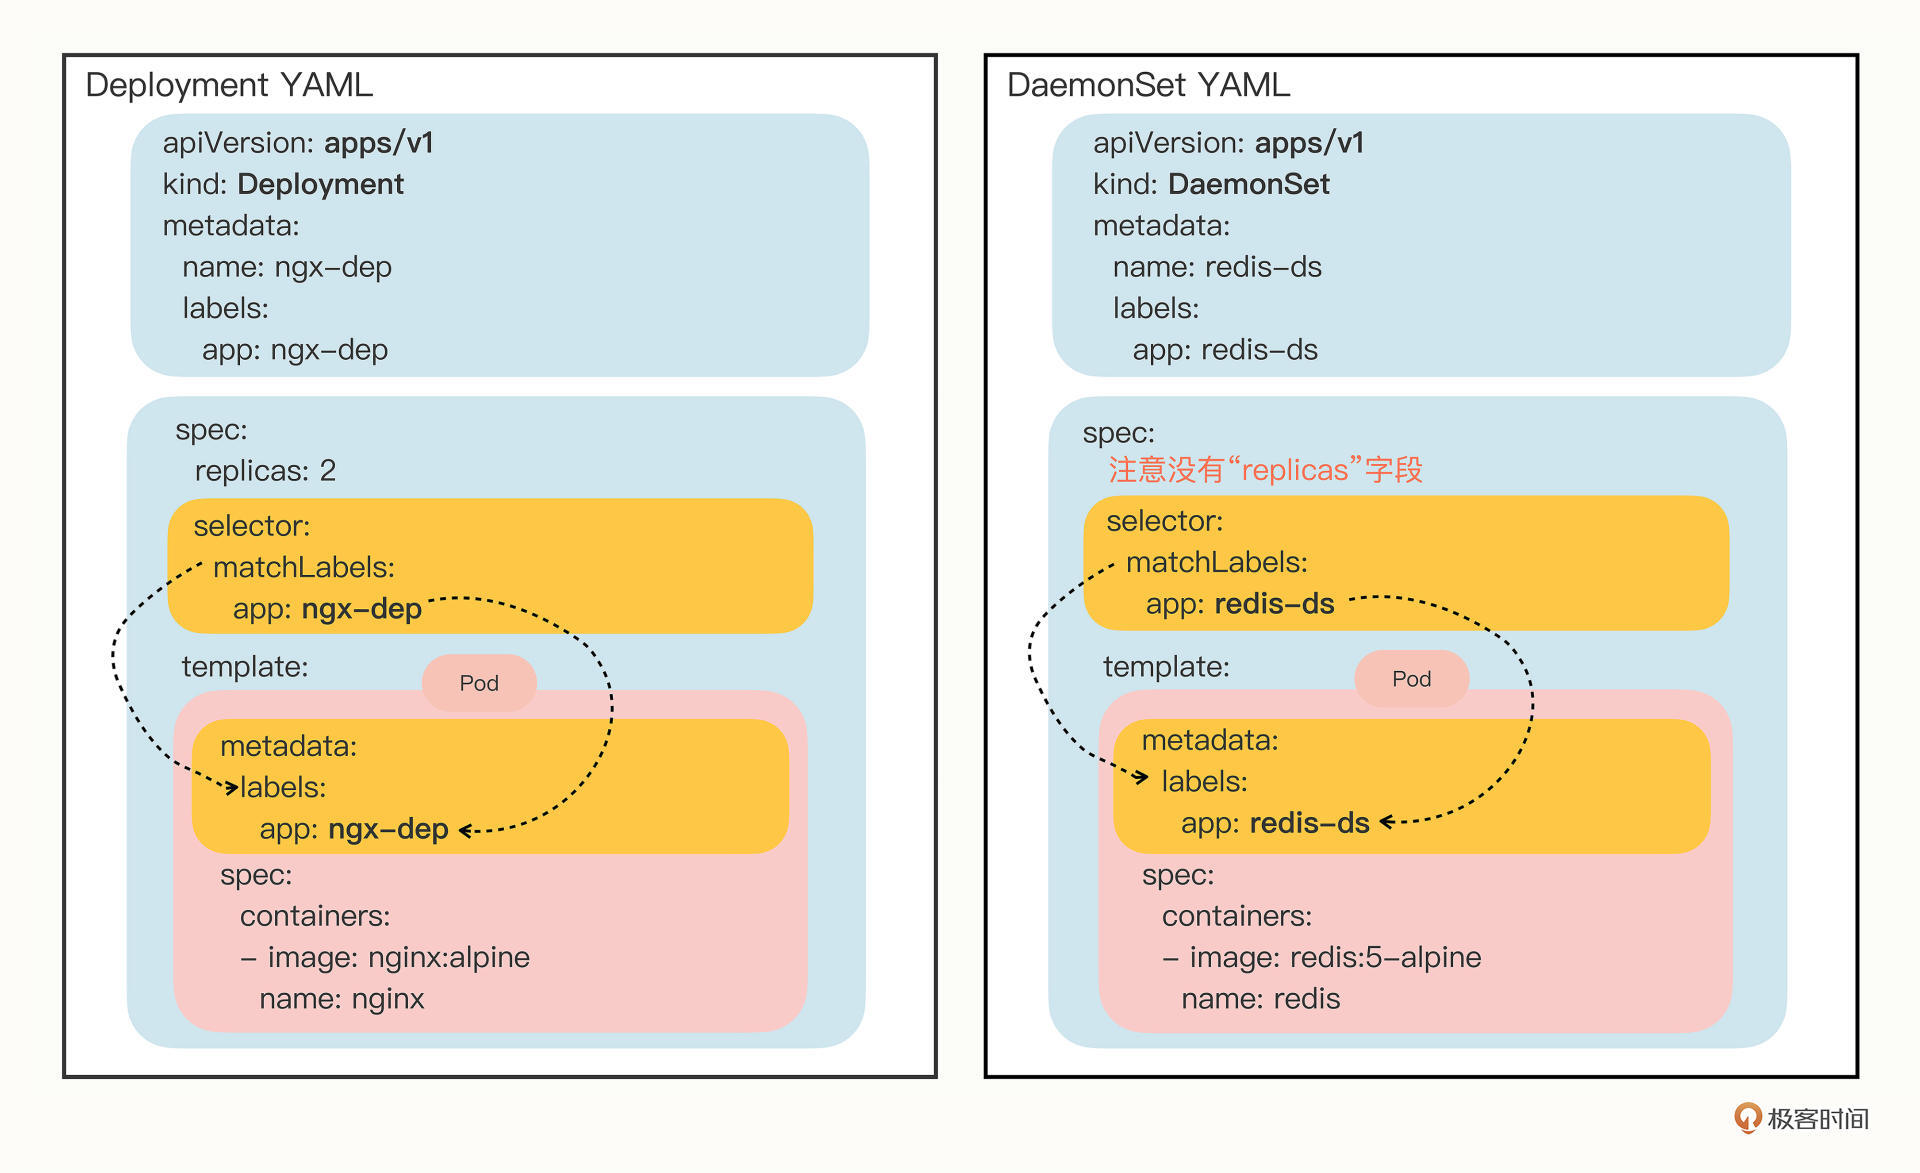 Deployment YAML
apiVersion: apps/v1
kind: Deployment
metadata:
name: ngx-dep
labels:
app: ngx-dep
spec:
replicas: 2
selector:
matchLabels:
app: ngx-dep
template:
Pod
metadata:
labels:
app: ngx-dep
spec:
containers:
- image: nginx:alpine
name: nginx
DaemonSet YAML
apiVersion: apps/v1
kind: DaemonSet
metadata:
name: redis-ds
labels:
app: redis-ds
spec:
注意没有“replicas”字段
selector:
matchLabels:
app: redis-ds
template:
Pod
metadata:
labels:
app: redis-ds
spec:
containers:
- image: redis:5-alpine
name: redis
极客时间